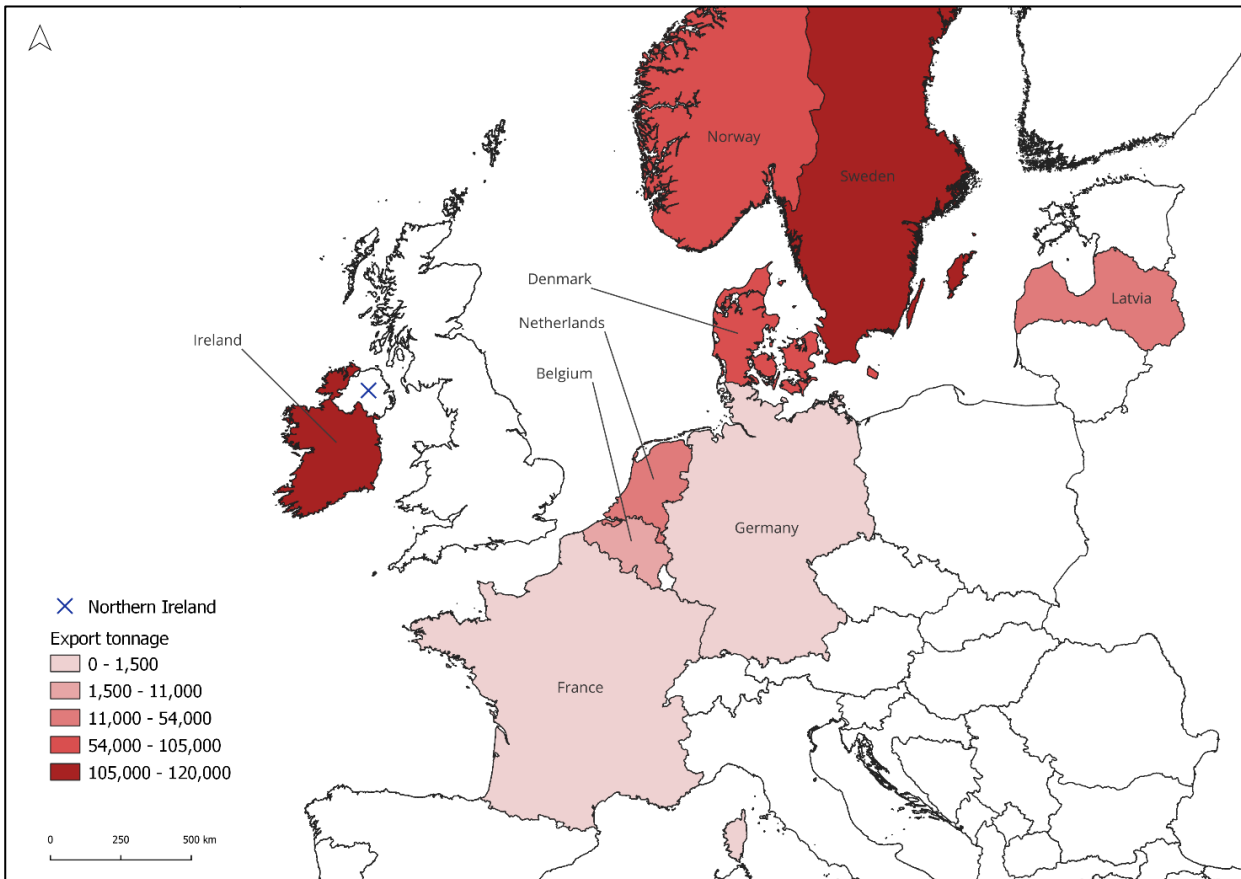 Norway
Sweden
Denmark
Latvia
Netherlands
Ireland
Belgium
Germany
France
Northern Ireland
Export tonnage
0 - 1,500
1,500 - 11,000
11,000 - 54,000
54,000 - 105,000
105,000 - 120,000
0 250 500 km